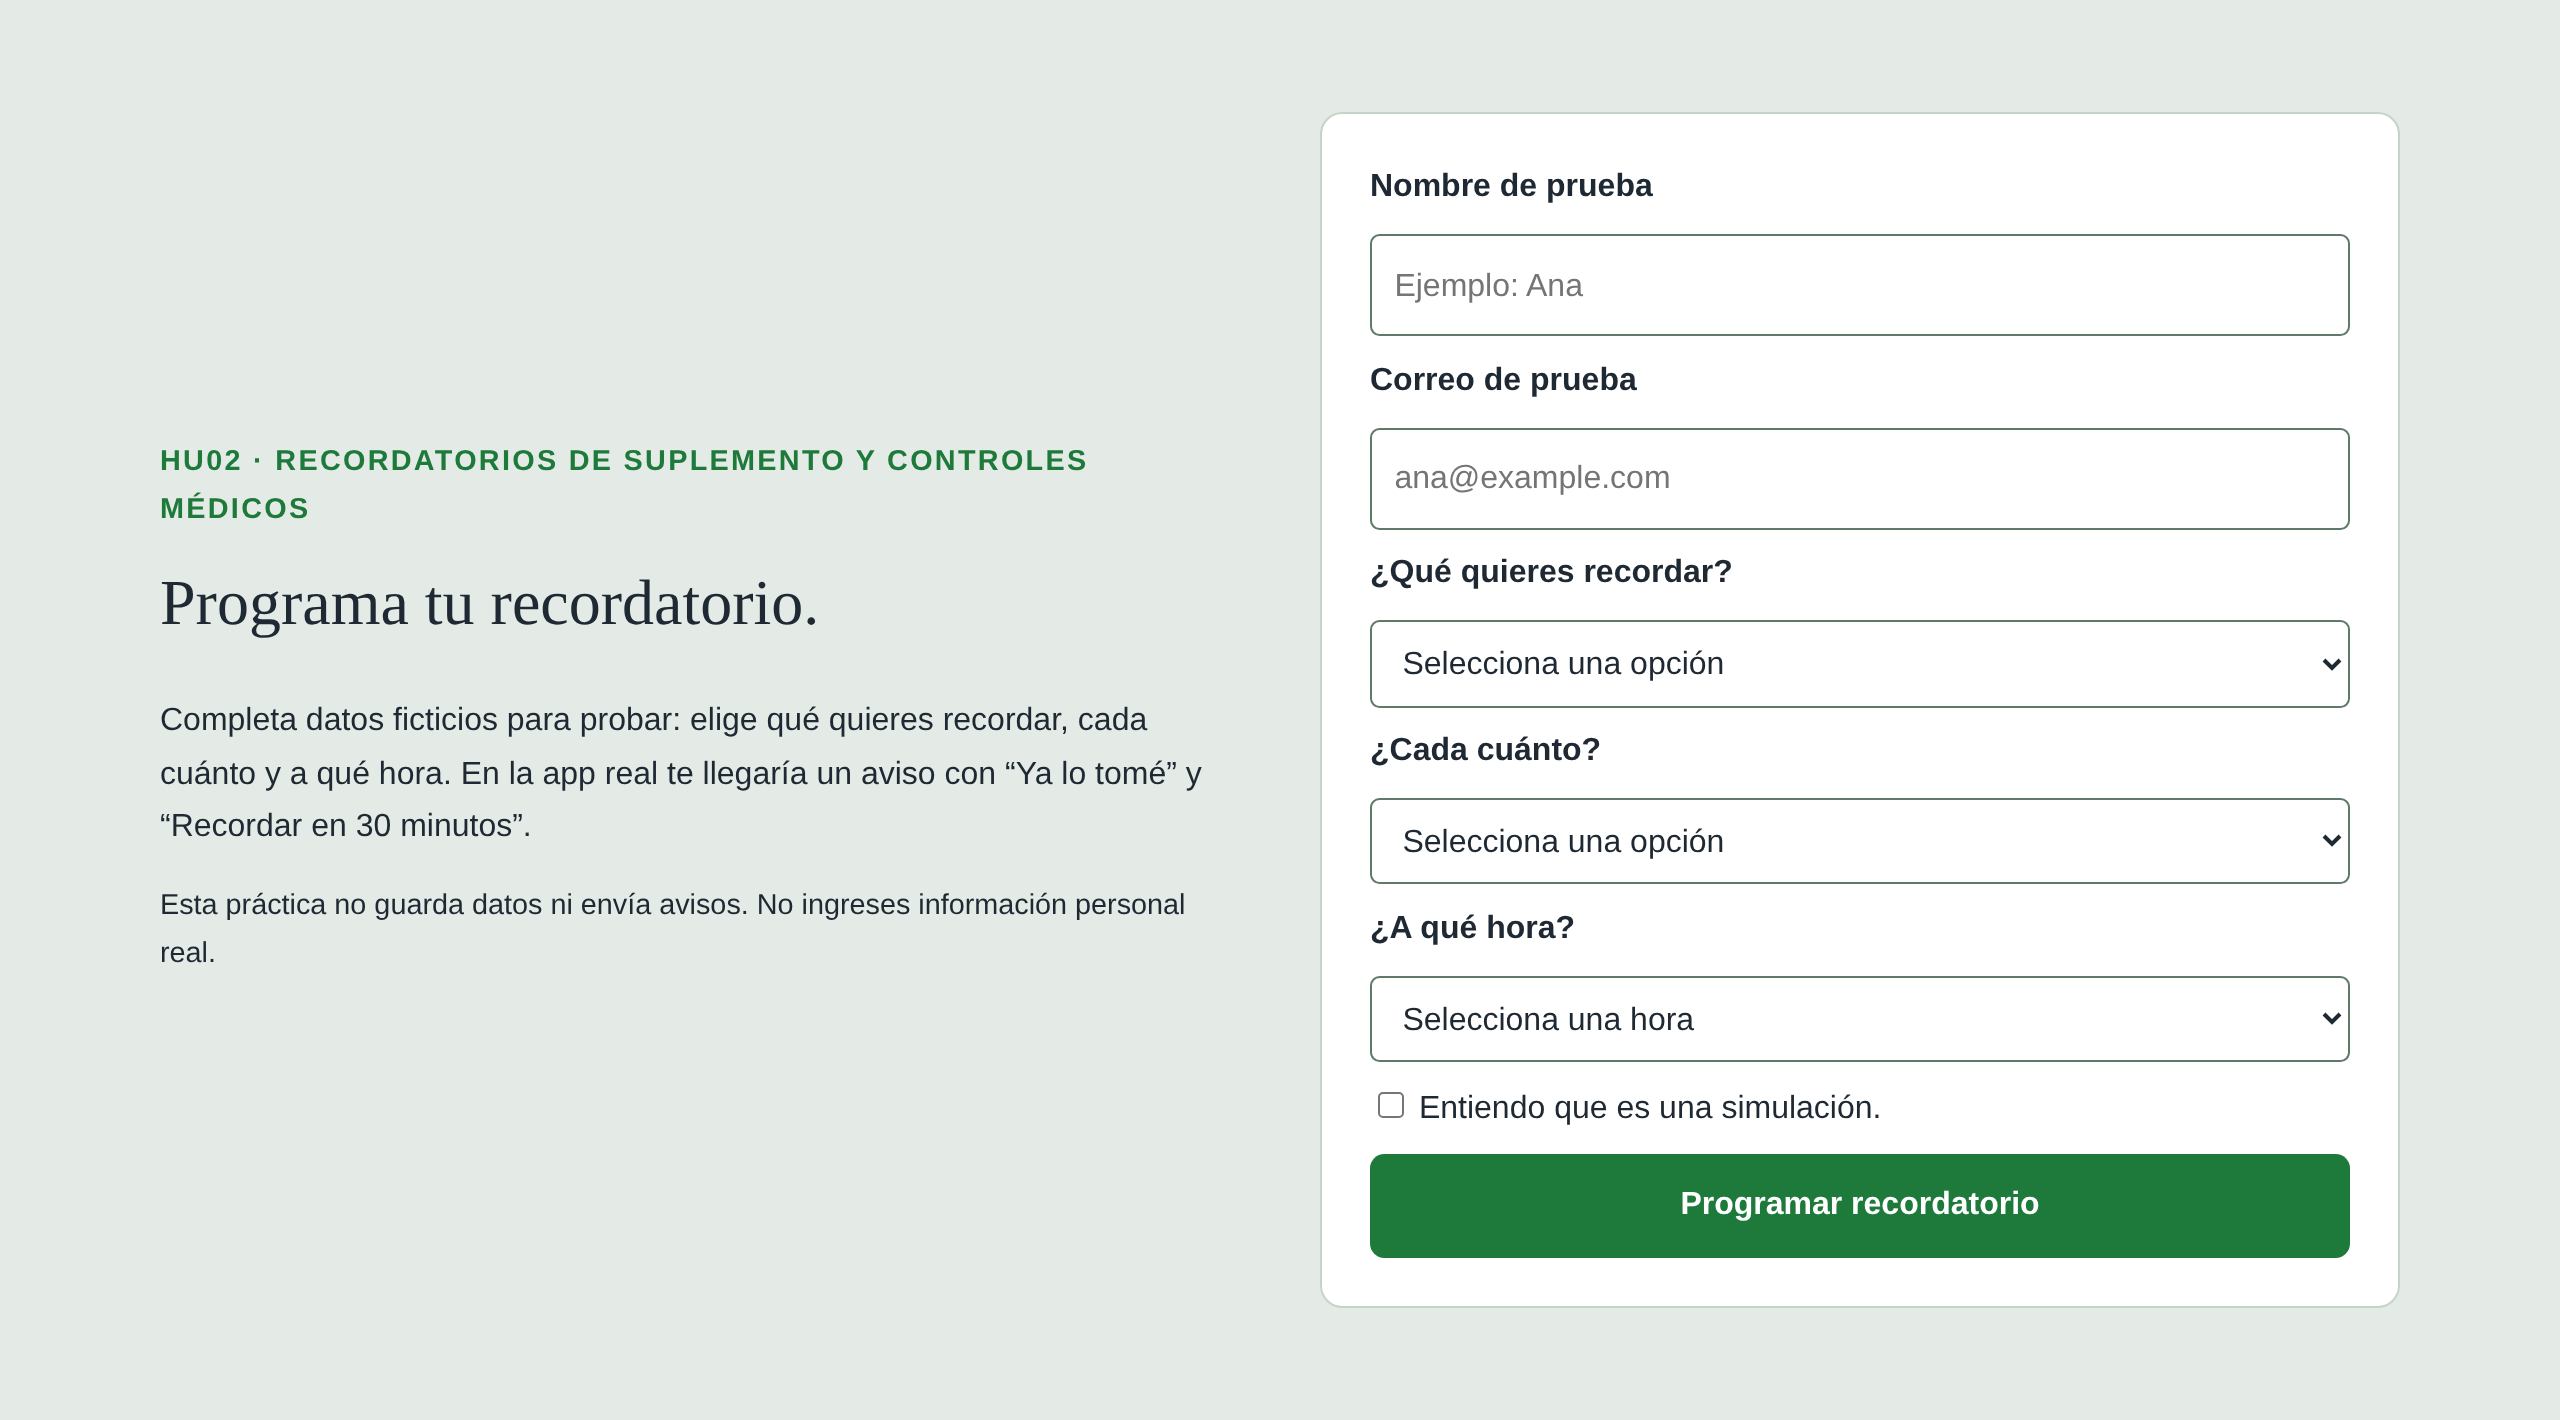 HU02 · RECORDATORIOS DE SUPLEMENTO Y CONTROLES
MÉDICOS
Programa tu recordatorio.
Completa datos ficticios para probar: elige qué quieres recordar, cada
cuánto y a qué hora. En la app real te llegaría un aviso con “Ya lo tomé” y
“Recordar en 30 minutos”.
Esta práctica no guarda datos ni envía avisos. No ingreses información personal
real.
Nombre de prueba
Ejemplo: Ana
Correo de prueba
ana@example.com
¿Qué quieres recordar?
Selecciona una opción
¿Cada cuánto?
Selecciona una opción
¿A qué hora?
Selecciona una hora
Entiendo que es una simulación.
Programar recordatorio